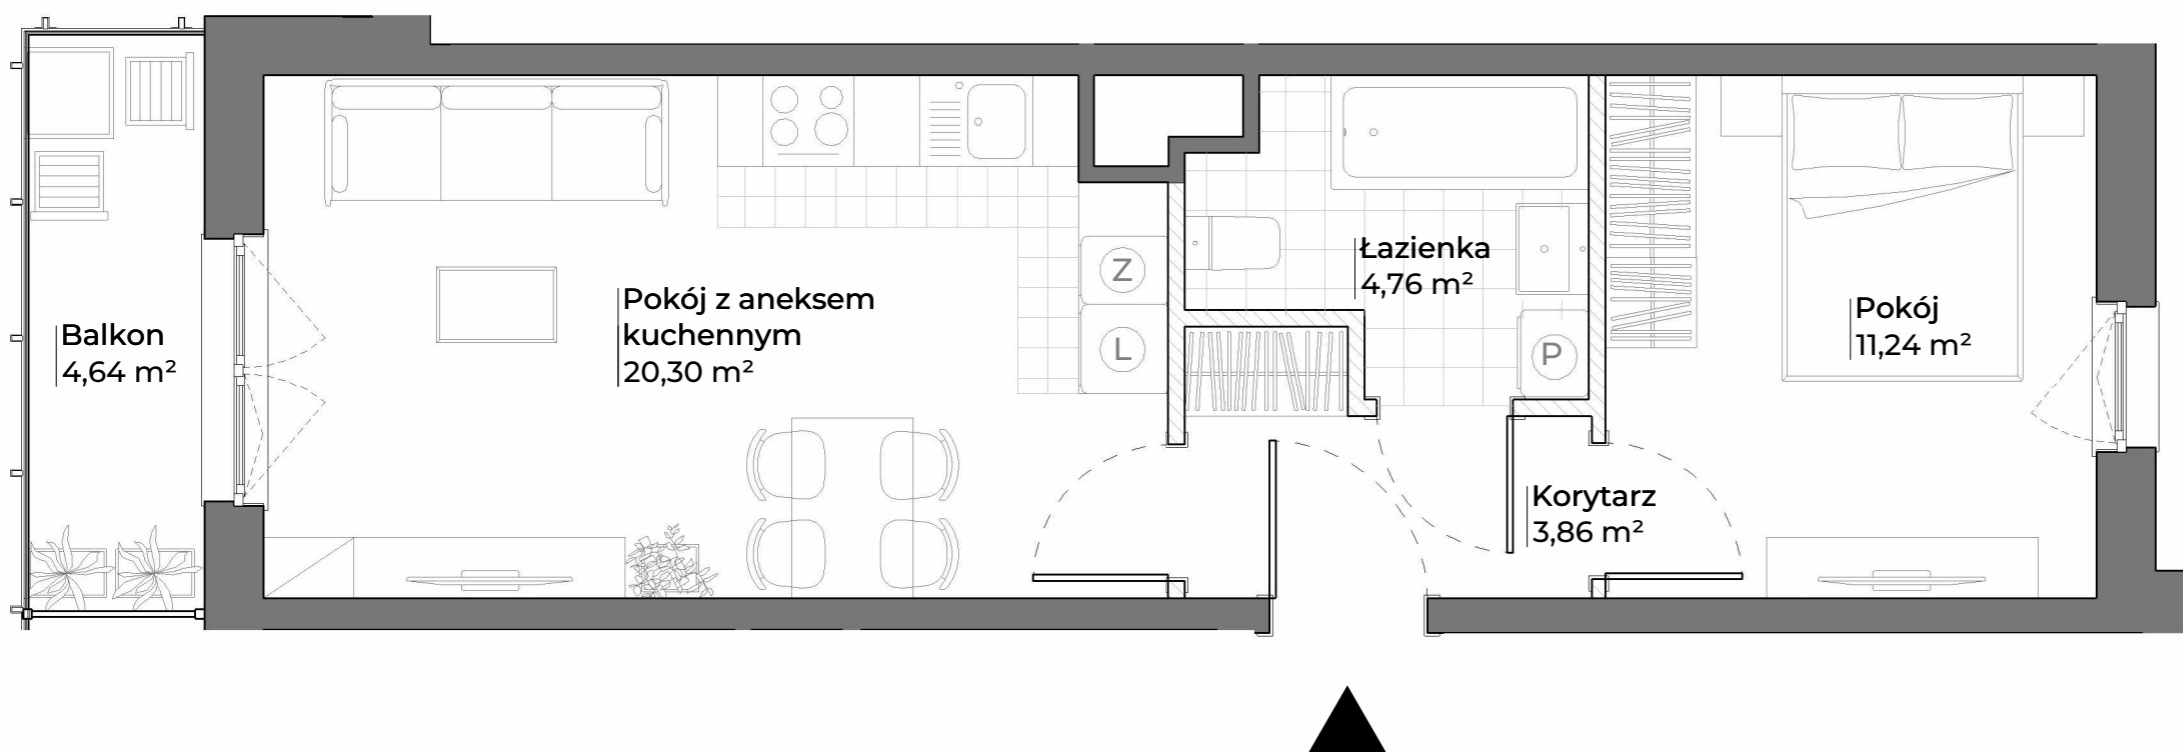 Balkon
4,64 m²
Pokój z aneksem
kuchennym
20,30 m²
Z
L
Łazienka
4,76 m²
P
Korytarz
3,86 m²
Pokój
11,24 m²